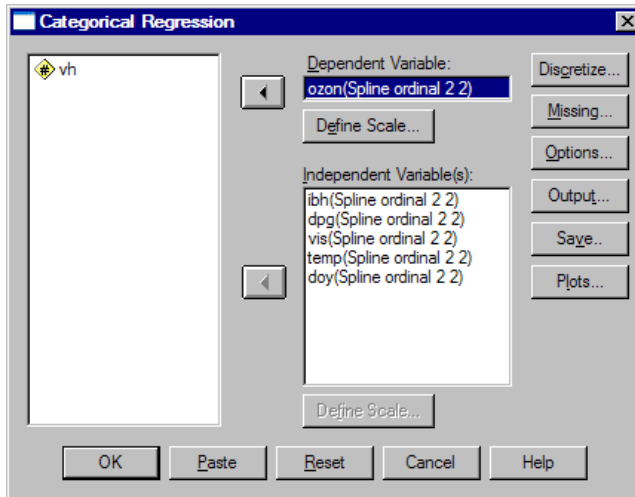 Categorical Regression
vh
Dependent Variable:
ozon(Spline ordinal 2 2)
Define Scale...
Independent Variable(s):
ibh(Spline ordinal 2 2)
dpg(Spline ordinal 2 2)
vis(Spline ordinal 2 2)
temp(Spline ordinal 2 2)
doy(Spline ordinal 2 2)
Define Scale...
Discretize...
Missing...
Options...
Output...
Save..
Plots...
OK
Paste
Reset
Cancel
Help